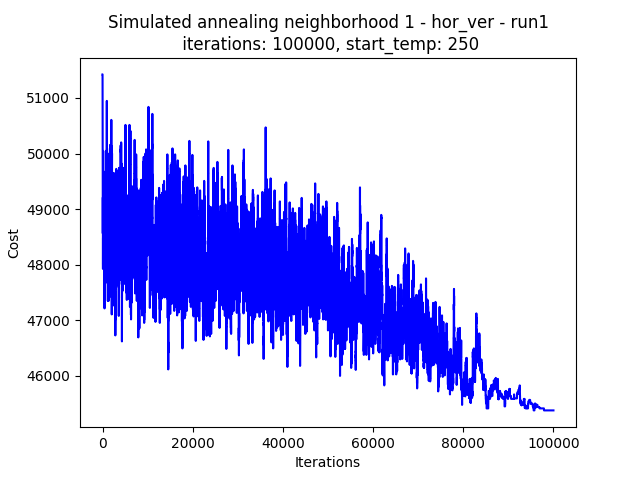 Simulated annealing neighborhood 1 - hor_ver - run1
iterations: 100000, start_temp: 250
Cost
51000
50000
49000
48000
47000
46000
0 20000 40000 60000 80000 100000
Iterations